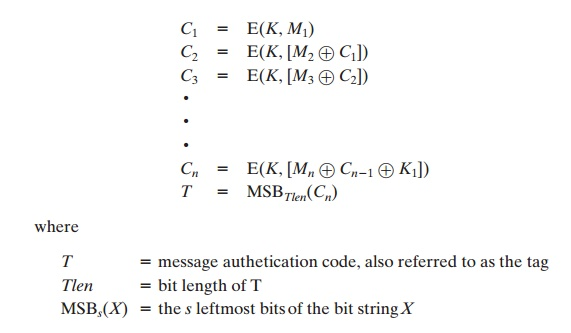 C₁ = E(K, M₁)
C₂ = E(K, [M₂ ⊕ C₁])
C₃ = E(K, [M₃ ⊕ C₂])
•
•
•
Cₙ = E(K, [Mₙ ⊕ Cₙ₋₁ ⊕ K₁])
T = MSB_Tlen(Cₙ)
where
T = message authetication code, also referred to as the tag
Tlen = bit length of T
MSBₛ(X) = the s leftmost bits of the bit string X